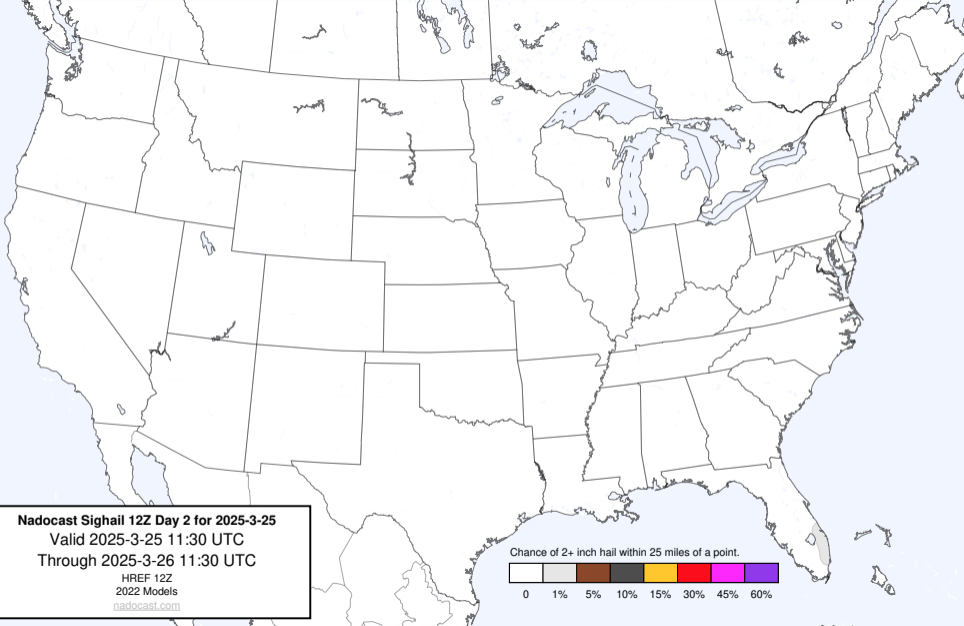 Nadocast Sighail 12Z Day 2 for 2025-3-25
Valid 2025-3-25 11:30 UTC
Through 2025-3-26 11:30 UTC
HREF 12Z
2022 Models
nadocast.com
Chance of 2+ inch hail within 25 miles of a point.
0 1% 5% 10% 15% 30% 45% 60%